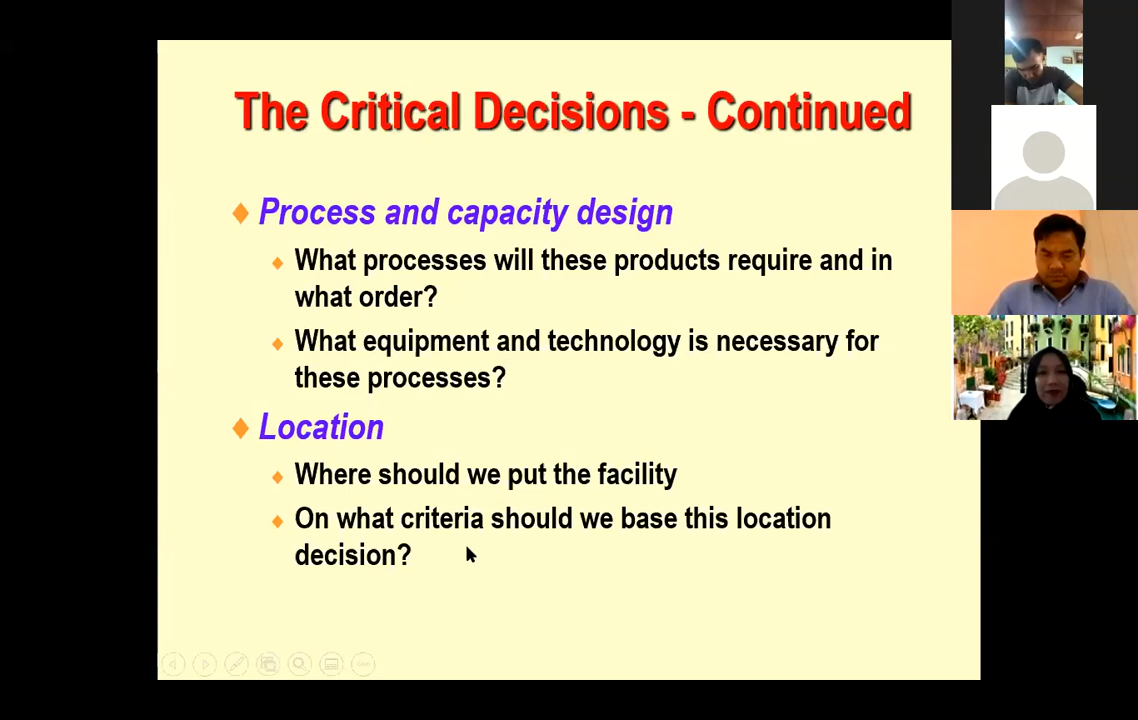 The Critical Decisions - Continued
Process and capacity design
What processes will these products require and in
what order?
What equipment and technology is necessary for
these processes?
Location
Where should we put the facility
On what criteria should we base this location
decision?